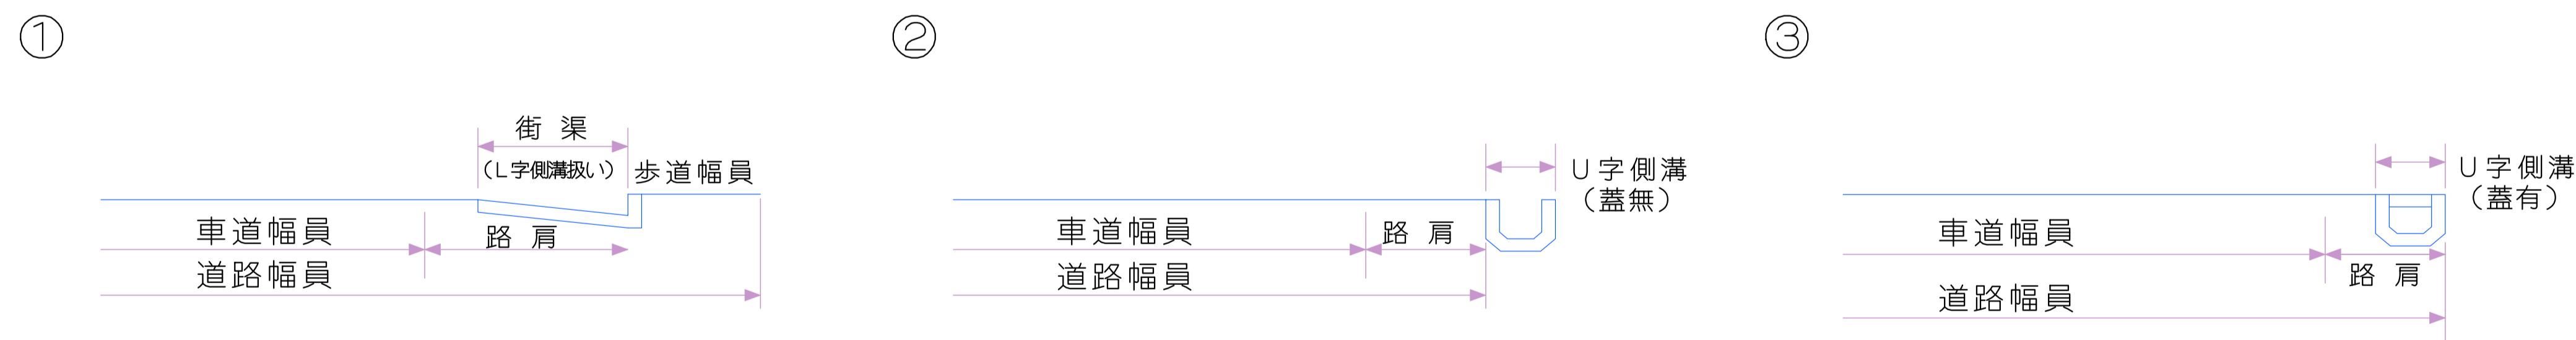 ①
街渠
(L字側溝扱い)
歩道幅員
車道幅員
路肩
道路幅員
②
U字側溝
(蓋無)
車道幅員
路肩
道路幅員
③
U字側溝
(蓋有)
車道幅員
路肩
道路幅員